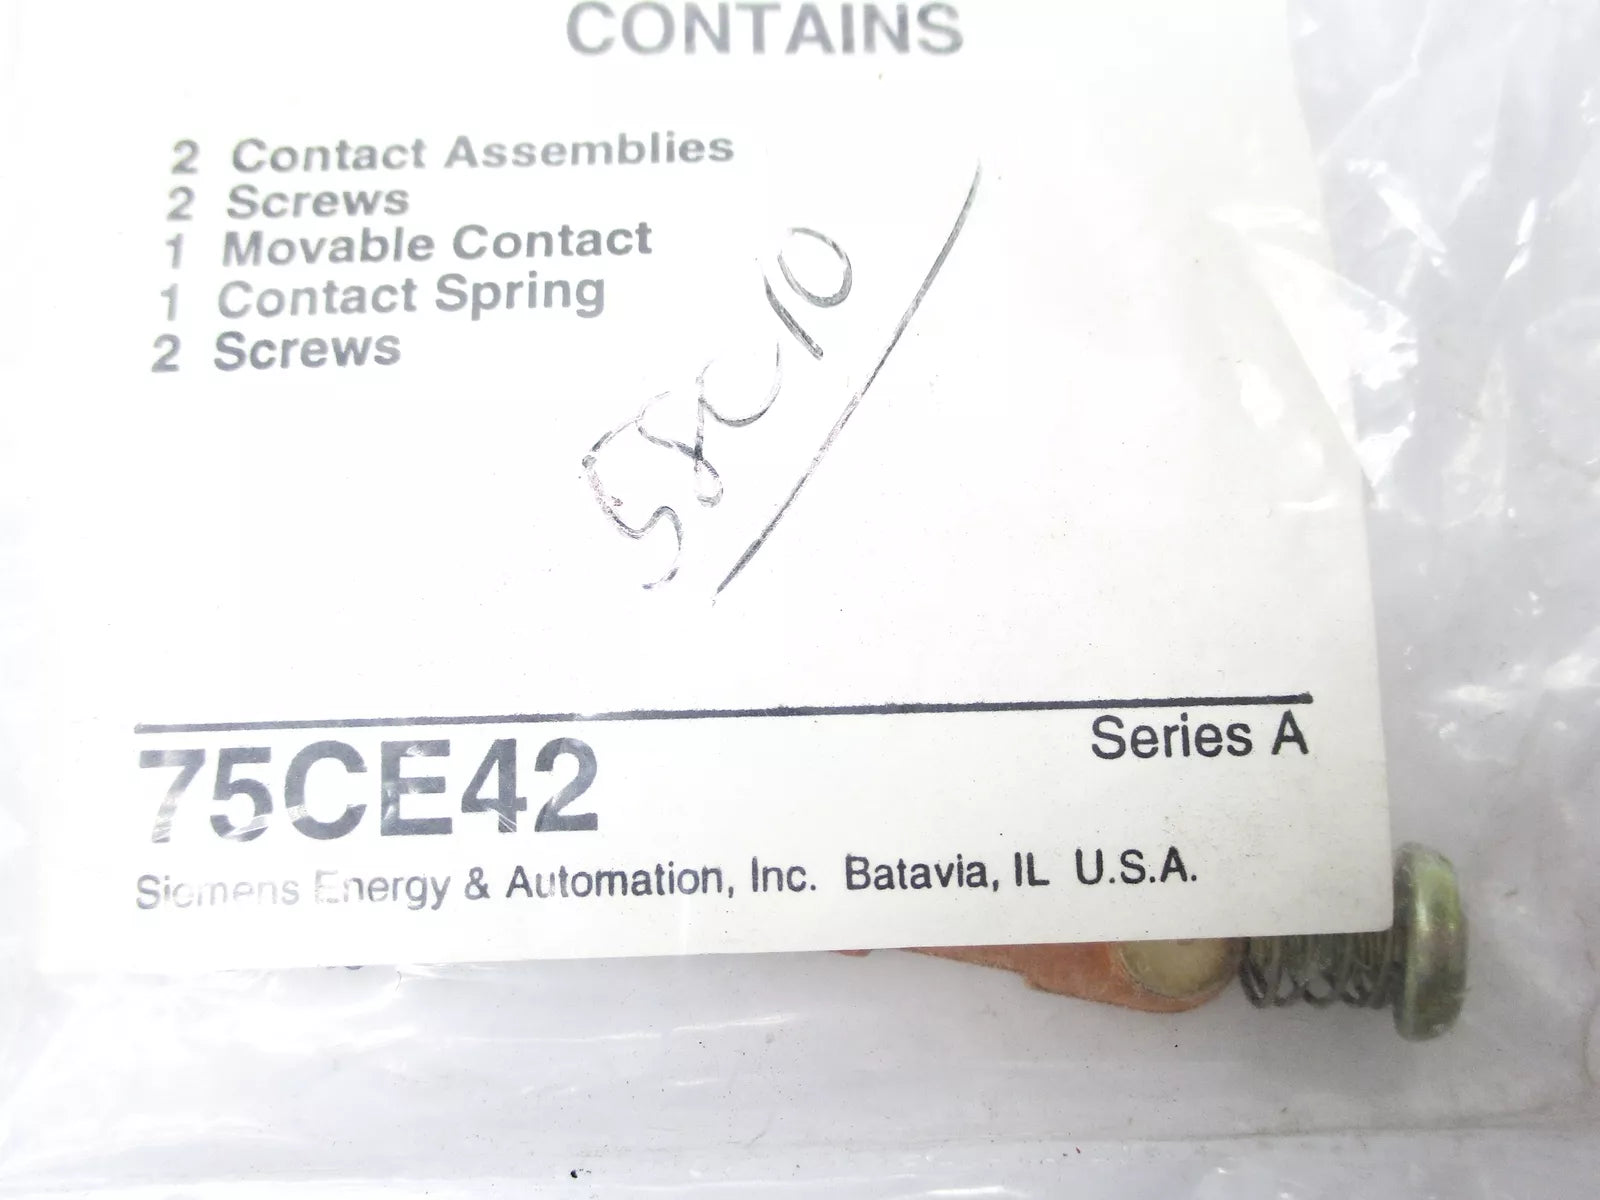 CONTAINS
2 Contact Assemblies
2 Screws
1 Movable Contact
1 Contact Spring
2 Screws
Series A
75CE42
Siemens Energy & Automation, Inc. Batavia, IL U.S.A.